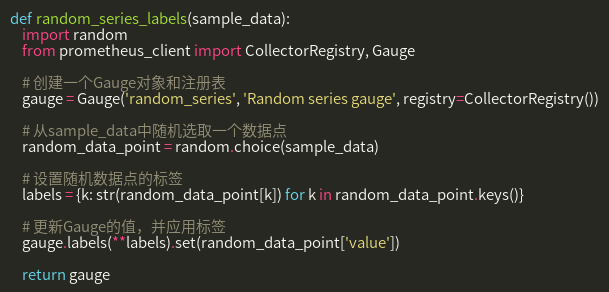 def random_series_labels(sample_data):
import random
from prometheus_client import CollectorRegistry, Gauge
# 创建一个Gauge对象和注册表
gauge = Gauge('random_series', 'Random series gauge', registry=CollectorRegistry())
# 从sample_data中随机选取一个数据点
random_data_point = random.choice(sample_data)
# 设置随机数据点的标签
labels = {k: str(random_data_point[k]) for k in random_data_point.keys()}
# 更新Gauge的值，并应用标签
gauge.labels(**labels).set(random_data_point['value'])
return gauge